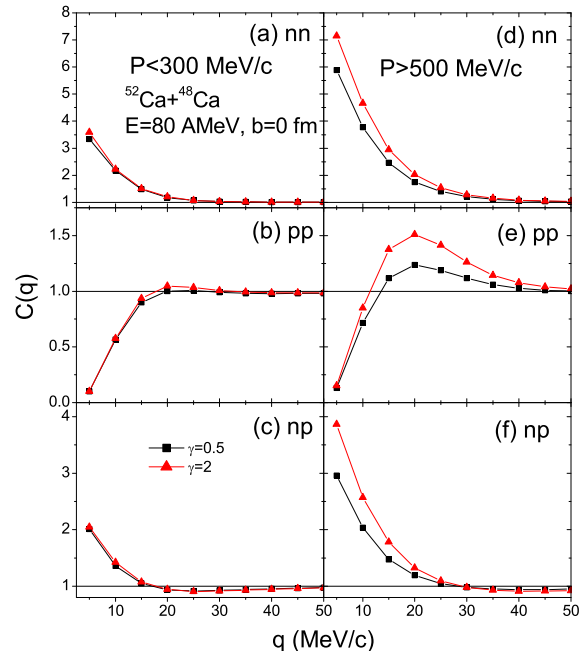 (a) nn
P<300 MeV/c
⁵²Ca+⁴⁸Ca
E=80 AMeV, b=0 fm
8
7
6
5
4
3
2
1
(d) nn
P>500 MeV/c
(b) pp
1.5
1.0
0.5
0.0
(e) pp
C(q)
(c) np
γ=0.5
γ=2
4
3
2
1
(f) np
10 20 30 40 50
10 20 30 40 50
q (MeV/c)